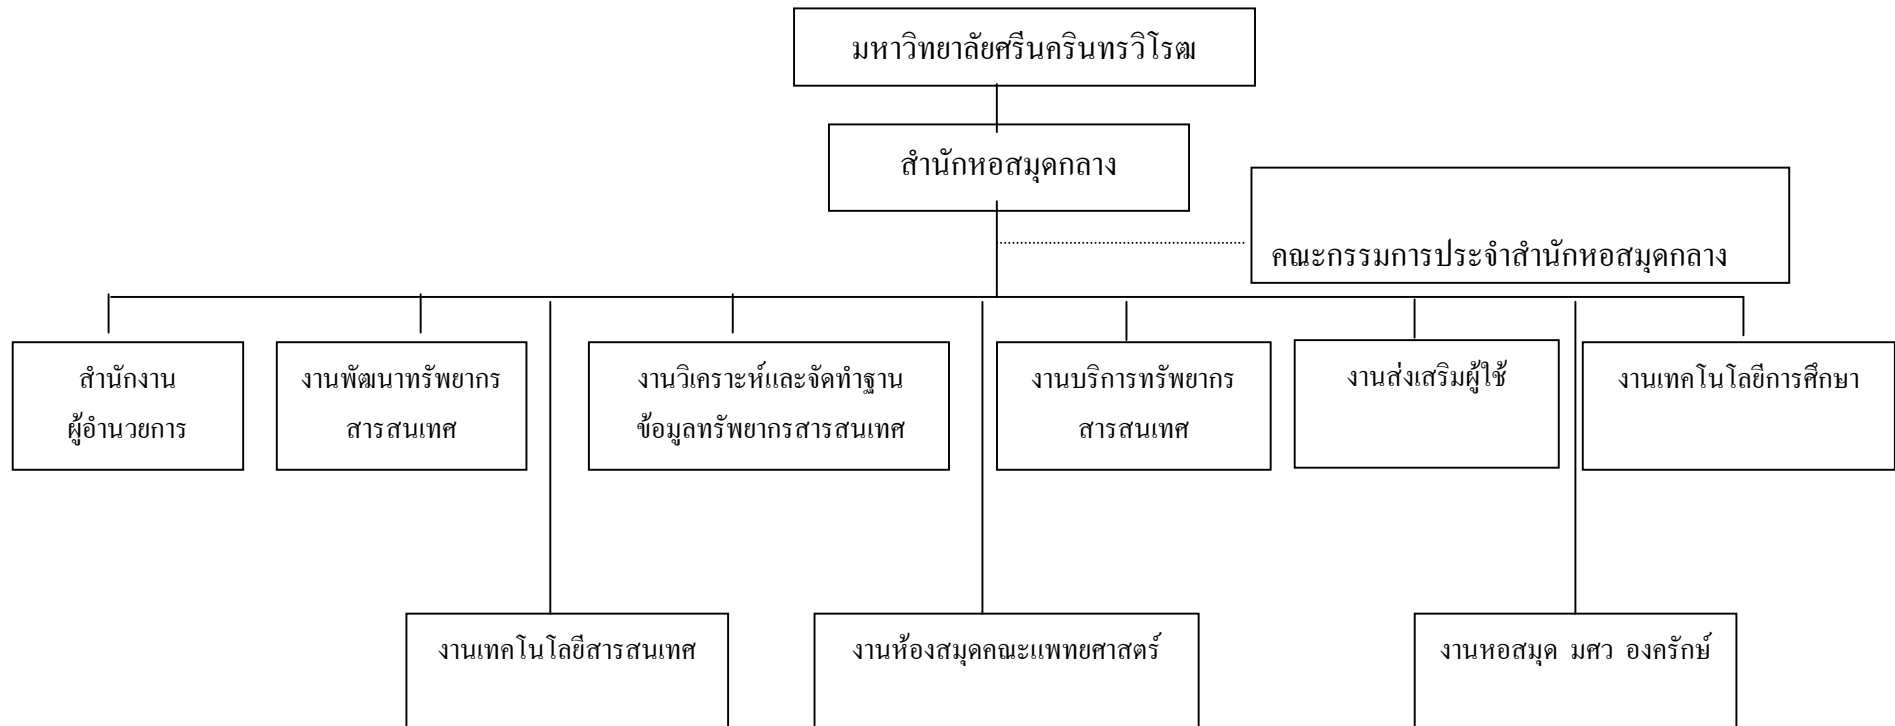 มหาวิทยาลัยศรีนครินทรวิโรฒ
สำนักหอสมุดกลาง
คณะกรรมการประจำสำนักหอสมุดกลาง
สำนักงาน
ผู้อำนวยการ
งานพัฒนาทรัพยากร
สารสนเทศ
งานวิเคราะห์และจัดทำฐาน
ข้อมูลทรัพยากรสารสนเทศ
งานบริการทรัพยากร
สารสนเทศ
งานส่งเสริมผู้ใช้
งานเทคโนโลยีการศึกษา
งานเทคโนโลยีสารสนเทศ
งานห้องสมุดคณะแพทยศาสตร์
งานหอสมุด มศว องครักษ์